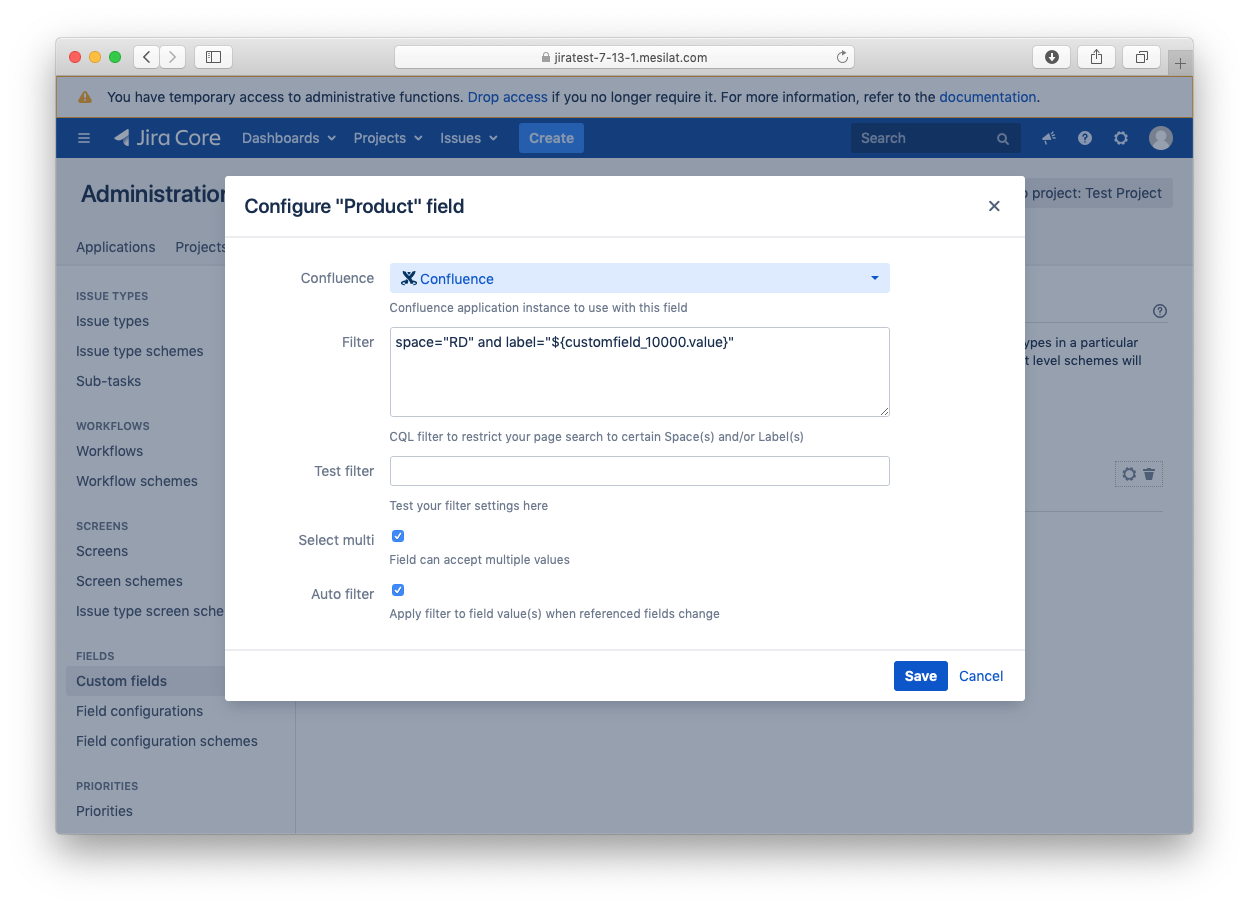 jiratest-7-13-1.mesilat.com
You have temporary access to administrative functions. Drop access if you no longer require it. For more information, refer to the documentation.
Jira Core Dashboards Projects Issues Create Search
Administration
project: Test Project
Applications Projects
Configure "Product" field
Confluence Confluence
Confluence application instance to use with this field
Filter space="RD" and label="${customfield_10000.value}"
CQL filter to restrict your page search to certain Space(s) and/or Label(s)
Test filter
Test your filter settings here
Select multi
Field can accept multiple values
Auto filter
Apply filter to field value(s) when referenced fields change
Save Cancel
ISSUE TYPES
Issue types
Issue type schemes
Sub-tasks
WORKFLOWS
Workflows
Workflow schemes
SCREENS
Screens
Screen schemes
Issue type screen sche
FIELDS
Custom fields
Field configurations
Field configuration schemes
PRIORITIES
Priorities
ypes in a particular
t level schemes will